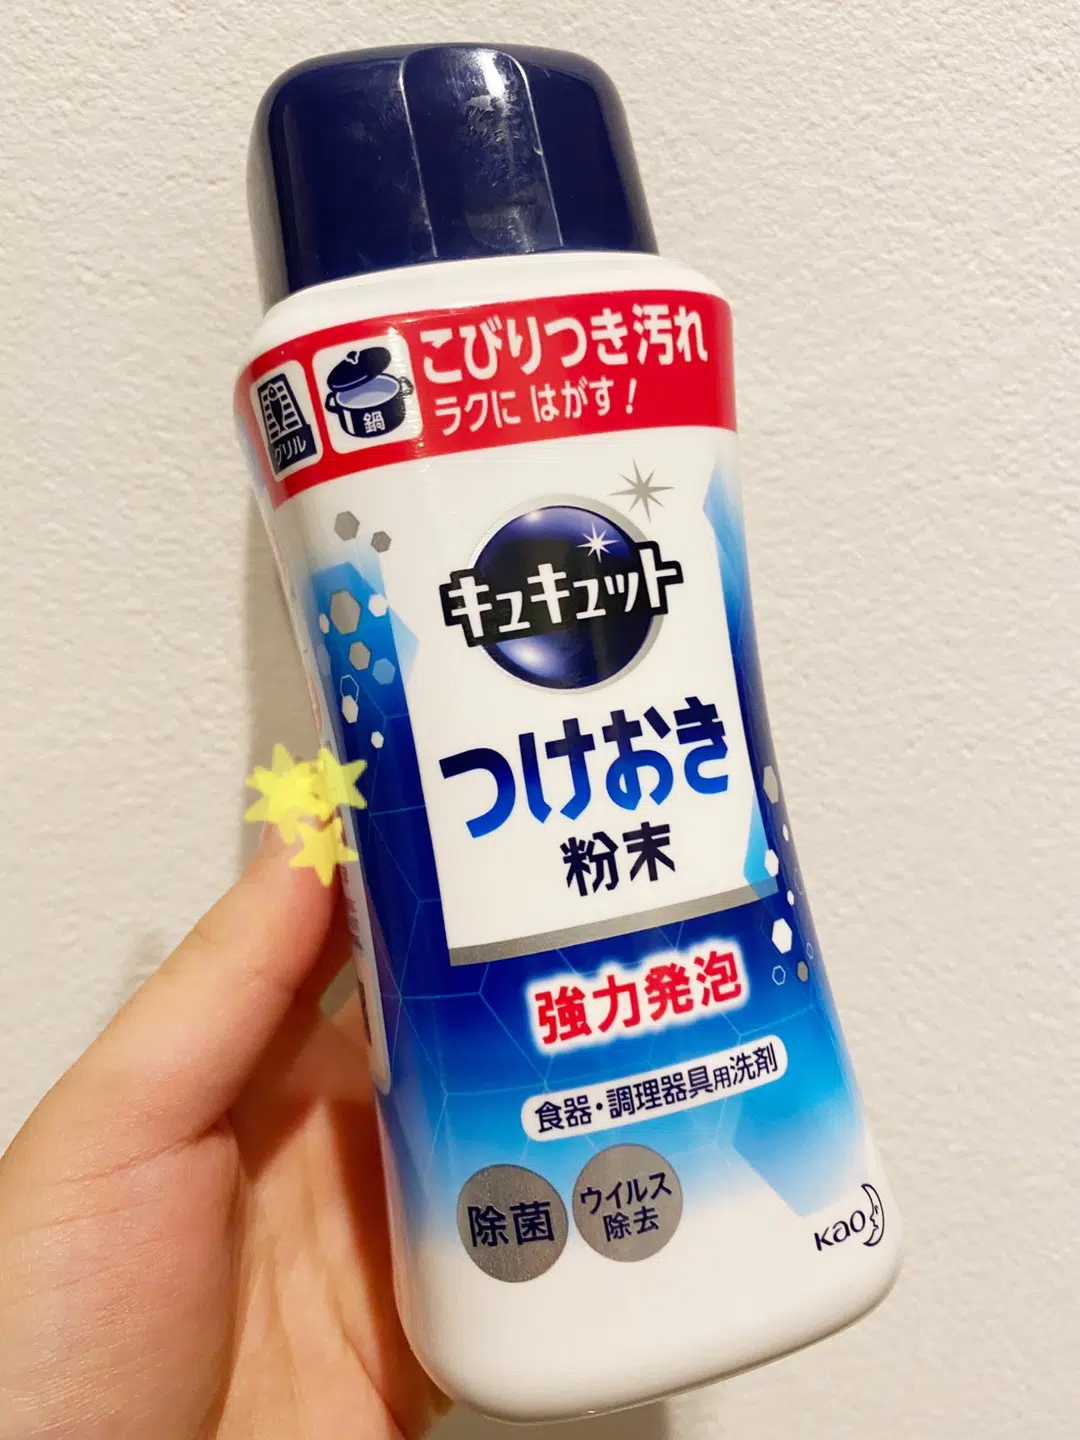 こびりつき汚れ
ラクに はがす!
グリル
鍋
キュキュット
つけおき
粉末
強力発泡
食器・調理器具用洗剤
除菌
ウイルス
除去
Kao